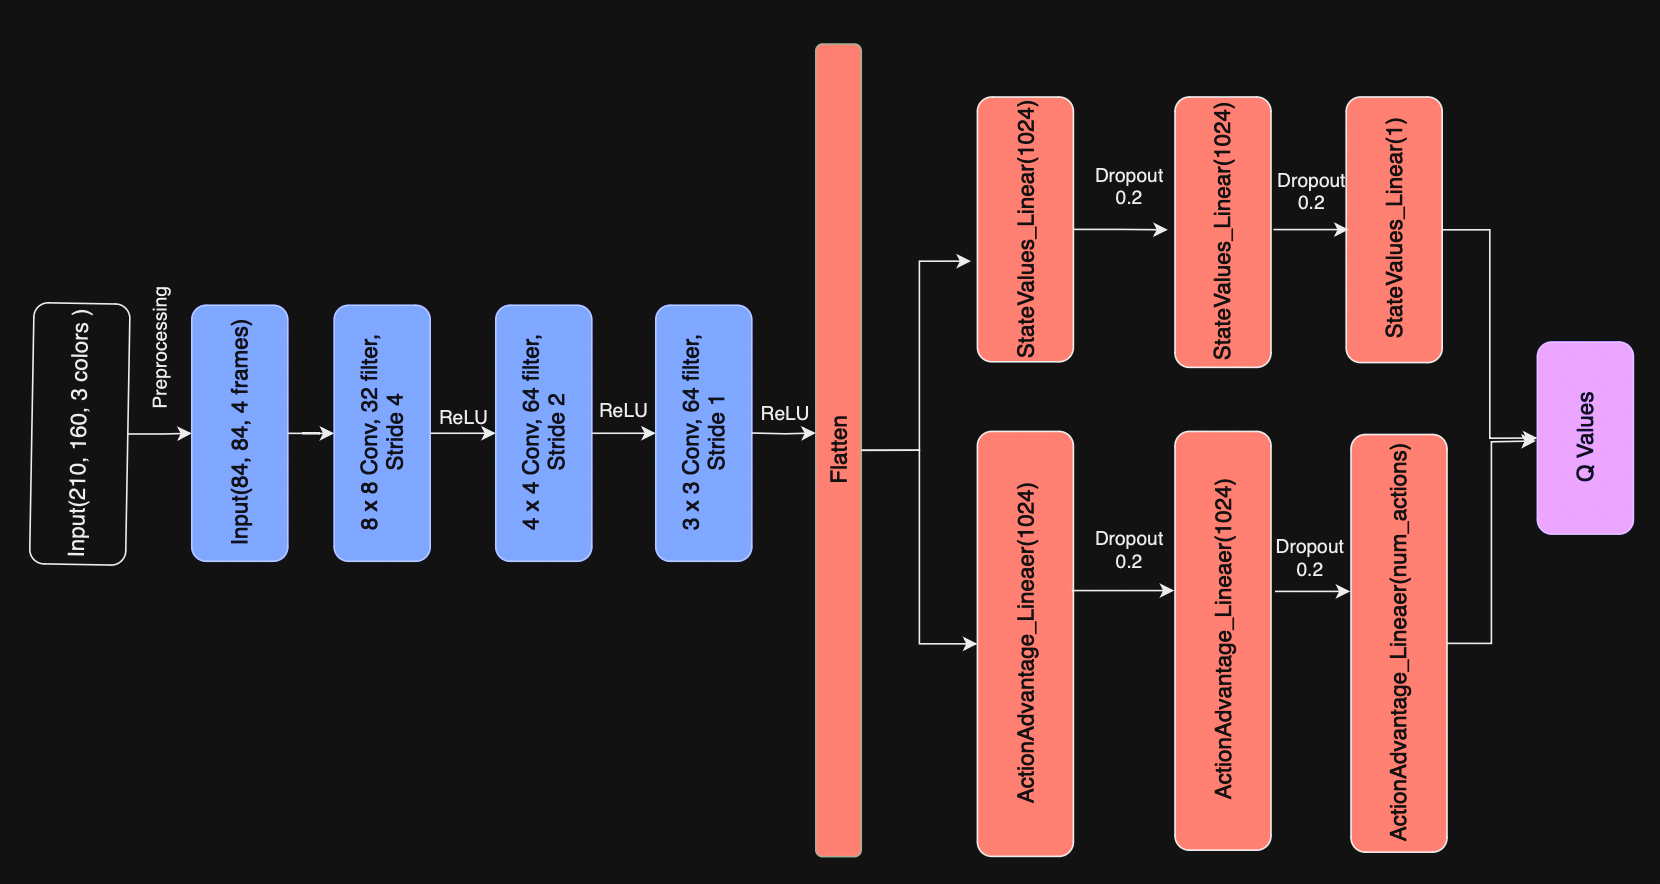 Input(210, 160, 3 colors )
Preprocessing
Input(84, 84, 4 frames)
8 x 8 Conv, 32 filter,
Stride 4
ReLU
4 x 4 Conv, 64 filter,
Stride 2
ReLU
3 x 3 Conv, 64 filter,
Stride 1
ReLU
Flatten
StateValues_Linear(1024)
Dropout
0.2
StateValues_Linear(1024)
Dropout
0.2
StateValues_Linear(1)
ActionAdvantage_Lineaer(1024)
Dropout
0.2
ActionAdvantage_Lineaer(1024)
Dropout
0.2
ActionAdvantage_Lineaer(num_actions)
Q Values